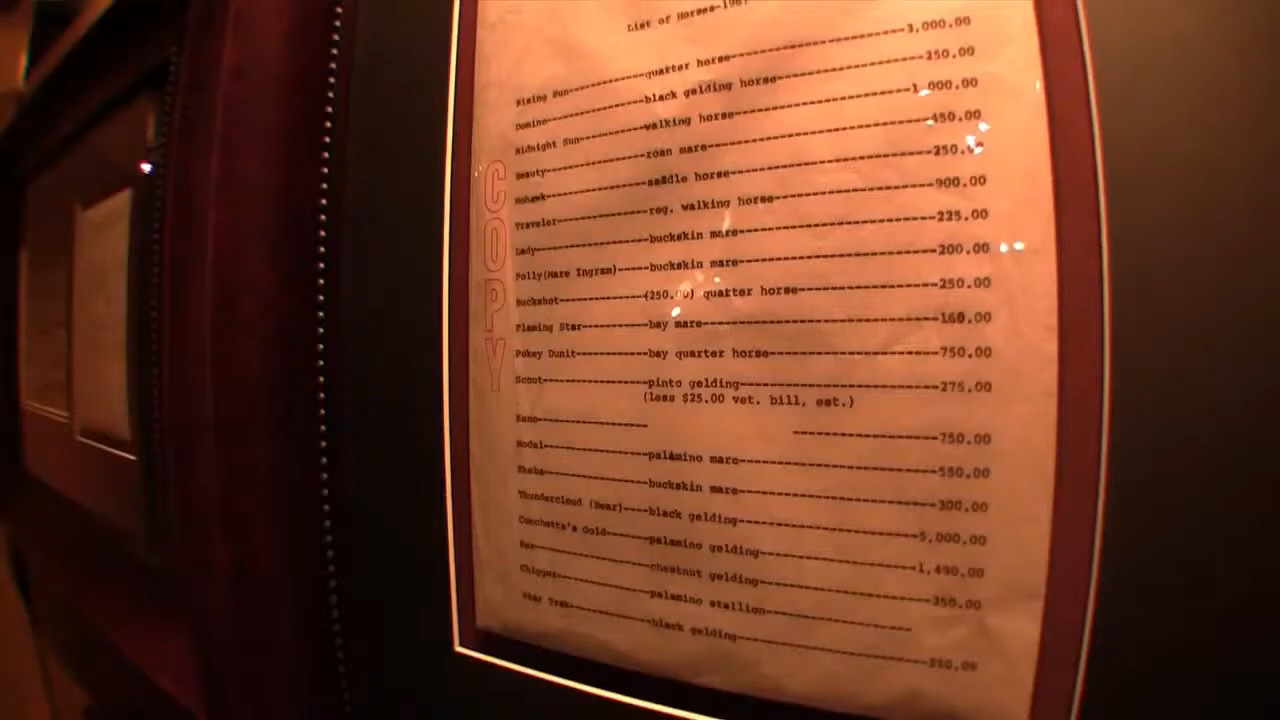 List of Horses-196
Rising Sun----------quarter horse----------3,000.00
Domino----------black gelding horse----------250.00
Midnight Sun----------walking horse----------1,000.00
Beauty----------roan mare----------450.00
Mohawk----------saddle horse----------250.00
Traveler----------reg. walking horse----------900.00
Lady----------buckskin mare----------225.00
Polly(Mare Ingram)-----buckskin mare----------200.00
Buckshot----------(250.00) quarter horse----------250.00
Flaming Star----------bay mare----------160.00
Pokey Dunit----------bay quarter horse----------750.00
Scout----------pinto gelding----------275.00
(less $25.00 vet. bill, est.)
Keno---------- ----------750.00
Model----------palamino mare----------550.00
Sheba----------buckskin mare----------300.00
Thundercloud (Bear)----black gelding----------5,000.00
Conchetta's Gold-------palamino gelding----------1,490.00
chestnut gelding----------350.00
palamino stallion----------
Star Trek----------black gelding----------
COPY